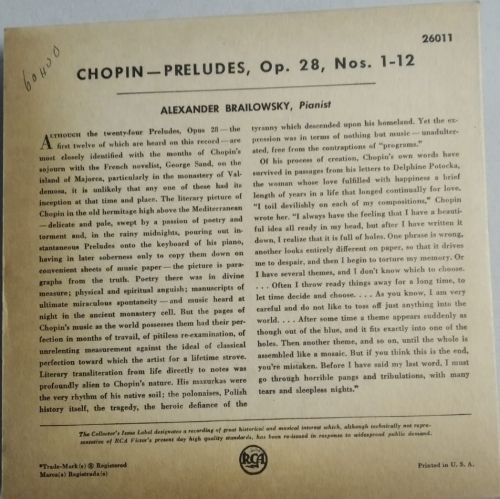 26011
60H00
CHOPIN—PRELUDES, Op. 28, Nos. 1-12
ALEXANDER BRAILOWSKY, Pianist
ALTHOUGH the twenty-four Preludes, Opus 28—the
first twelve of which are heard on this record—are
most closely identified with the months of Chopin's
sojourn with the French novelist, George Sand, on the
island of Majorca, particularly in the monastery of Val-
demosa, it is unlikely that any one of these had its
inception at that time and place. The literary picture of
Chopin in the old hermitage high above the Mediterranean
—delicate and pale, swept by a passion of poetry and
torment and, in the rainy midnights, pouring out in-
stantaneous Preludes onto the keyboard of his piano,
having in later soberness only to copy them down on
convenient sheets of music paper—the picture is para-
graphs from the truth. Poetry there was in divine
measure; physical and spiritual anguish; manuscripts of
ultimate miraculous spontaneity—and music heard at
night in the ancient monastery cell. But the pages of
Chopin's music as the world possesses them had their per-
fection in months of travail, of pitiless re-examination, of
unrelenting measurement against the ideal of classical
perfection toward which the artist for a lifetime strove.
Literary transliteration from life directly to notes was
profoundly alien to Chopin's nature. His mazurkas were
the very rhythm of his native soil; the polonaises, Polish
history itself, the tragedy, the heroic defiance of the
tyranny which descended upon his homeland. Yet the ex-
pression was in terms of nothing but music—unadulter-
ated, free from the contraptions of "programs."
Of his process of creation, Chopin's own words have
survived in passages from his letters to Delphine Potocka,
the woman whose love fulfilled with happiness a brief
length of years in a life that longed continually for love.
"I toil devilishly on each of my compositions," Chopin
wrote her. "I always have the feeling that I have a beauti-
ful idea all ready in my head, but after I have written it
down, I realize that it is full of holes. One phrase is wrong,
another looks entirely different on paper, so that it drives
me to despair, and then I begin to torture my memory. Or
I have several themes, and I don't know which to choose.
. . . Often I throw ready things away for a long time, to
let time decide and choose. . . . As you know, I am very
careful and do not like to toss off just anything into the
world. . . . After some time a theme appears suddenly as
though out of the blue, and it fits exactly into one of the
holes. Then another theme, and so on, until the whole is
assembled like a mosaic. But if you think this is the end,
you're mistaken. Before I have said my last word, I must
go through horrible pangs and tribulations, with many
tears and sleepless nights."
The Collector's Issue Label designates a recording of great historical and musical interest which, although technically not repre-
sentative of RCA Victor's present day high quality standards, has been re-issued in response to widespread public demand.
*Trade-Mark(s) ® Registered
Marca(s) Registrada(s)
RCA
Printed in U. S. A.